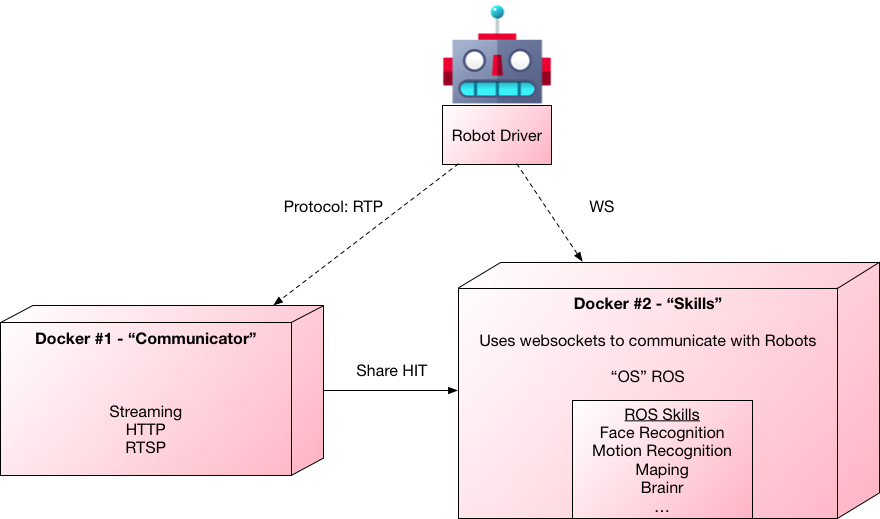 Robot Driver
Protocol: RTP
WS
Docker #1 - “Communicator”
Streaming
HTTP
RTSP
Share HIT
Docker #2 - “Skills”
Uses websockets to communicate with Robots
“OS” ROS
ROS Skills
Face Recognition
Motion Recognition
Maping
Brainr
...